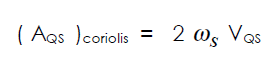 ( A_QS )_coriolis = 2 ω_s V_QS